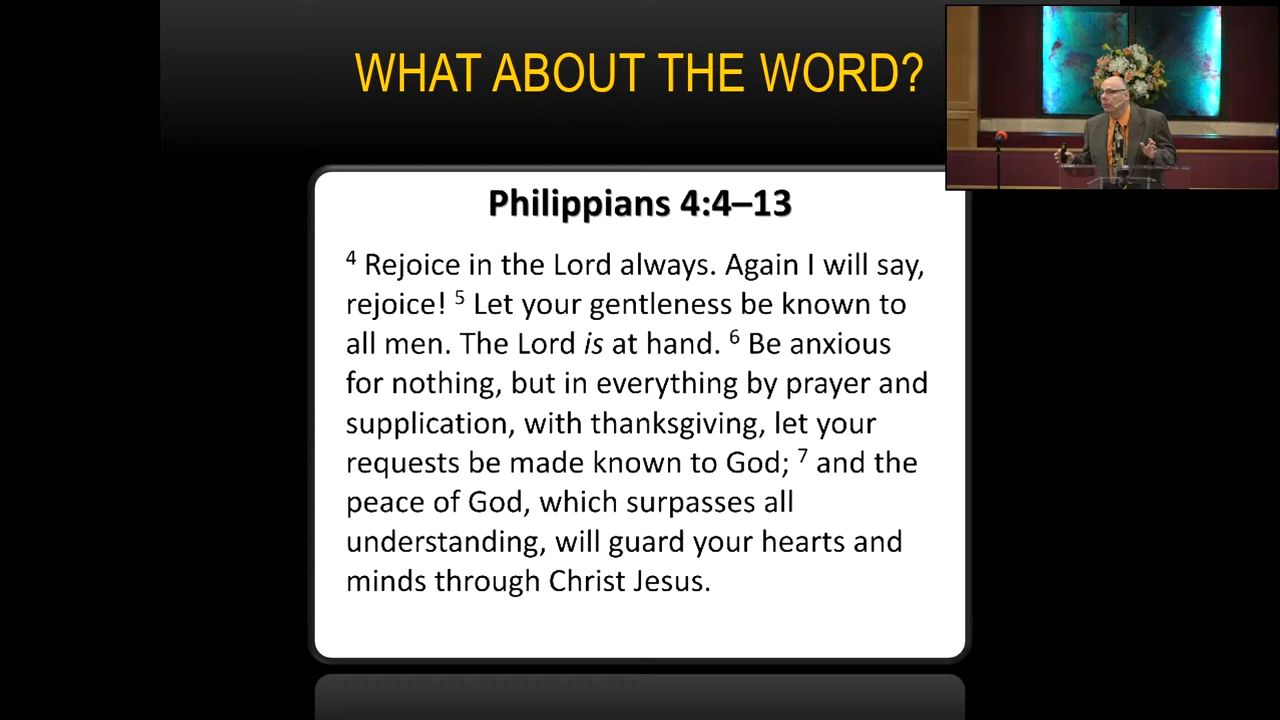 WHAT ABOUT THE WORD?
Philippians 4:4–13
4 Rejoice in the Lord always. Again I will say,
rejoice! 5 Let your gentleness be known to
all men. The Lord is at hand. 6 Be anxious
for nothing, but in everything by prayer and
supplication, with thanksgiving, let your
requests be made known to God; 7 and the
peace of God, which surpasses all
understanding, will guard your hearts and
minds through Christ Jesus.